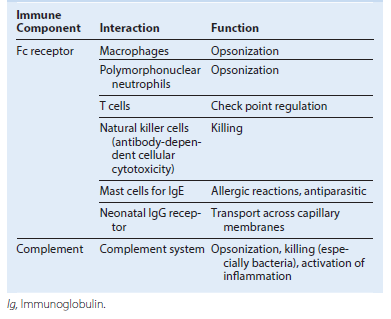 Immune
Component Interaction Function
Fc receptor Macrophages Opsonization
Polymorphonuclear Opsonization
neutrophils
T cells Check point regulation
Natural killer cells Killing
(antibody-depen-
dent cellular
cytotoxicity)
Mast cells for IgE Allergic reactions, antiparasitic
Neonatal IgG recep- Transport across capillary
tor membranes
Complement Complement system Opsonization, killing (espe-
cially bacteria), activation of
inflammation
Ig, Immunoglobulin.